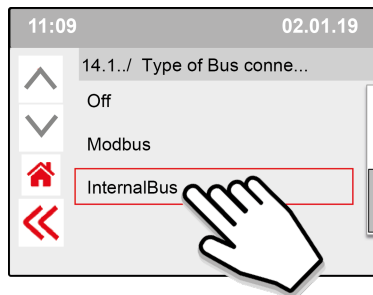 11:09 02.01.19
14.1../ Type of Bus conne...
Off
Modbus
InternalBus